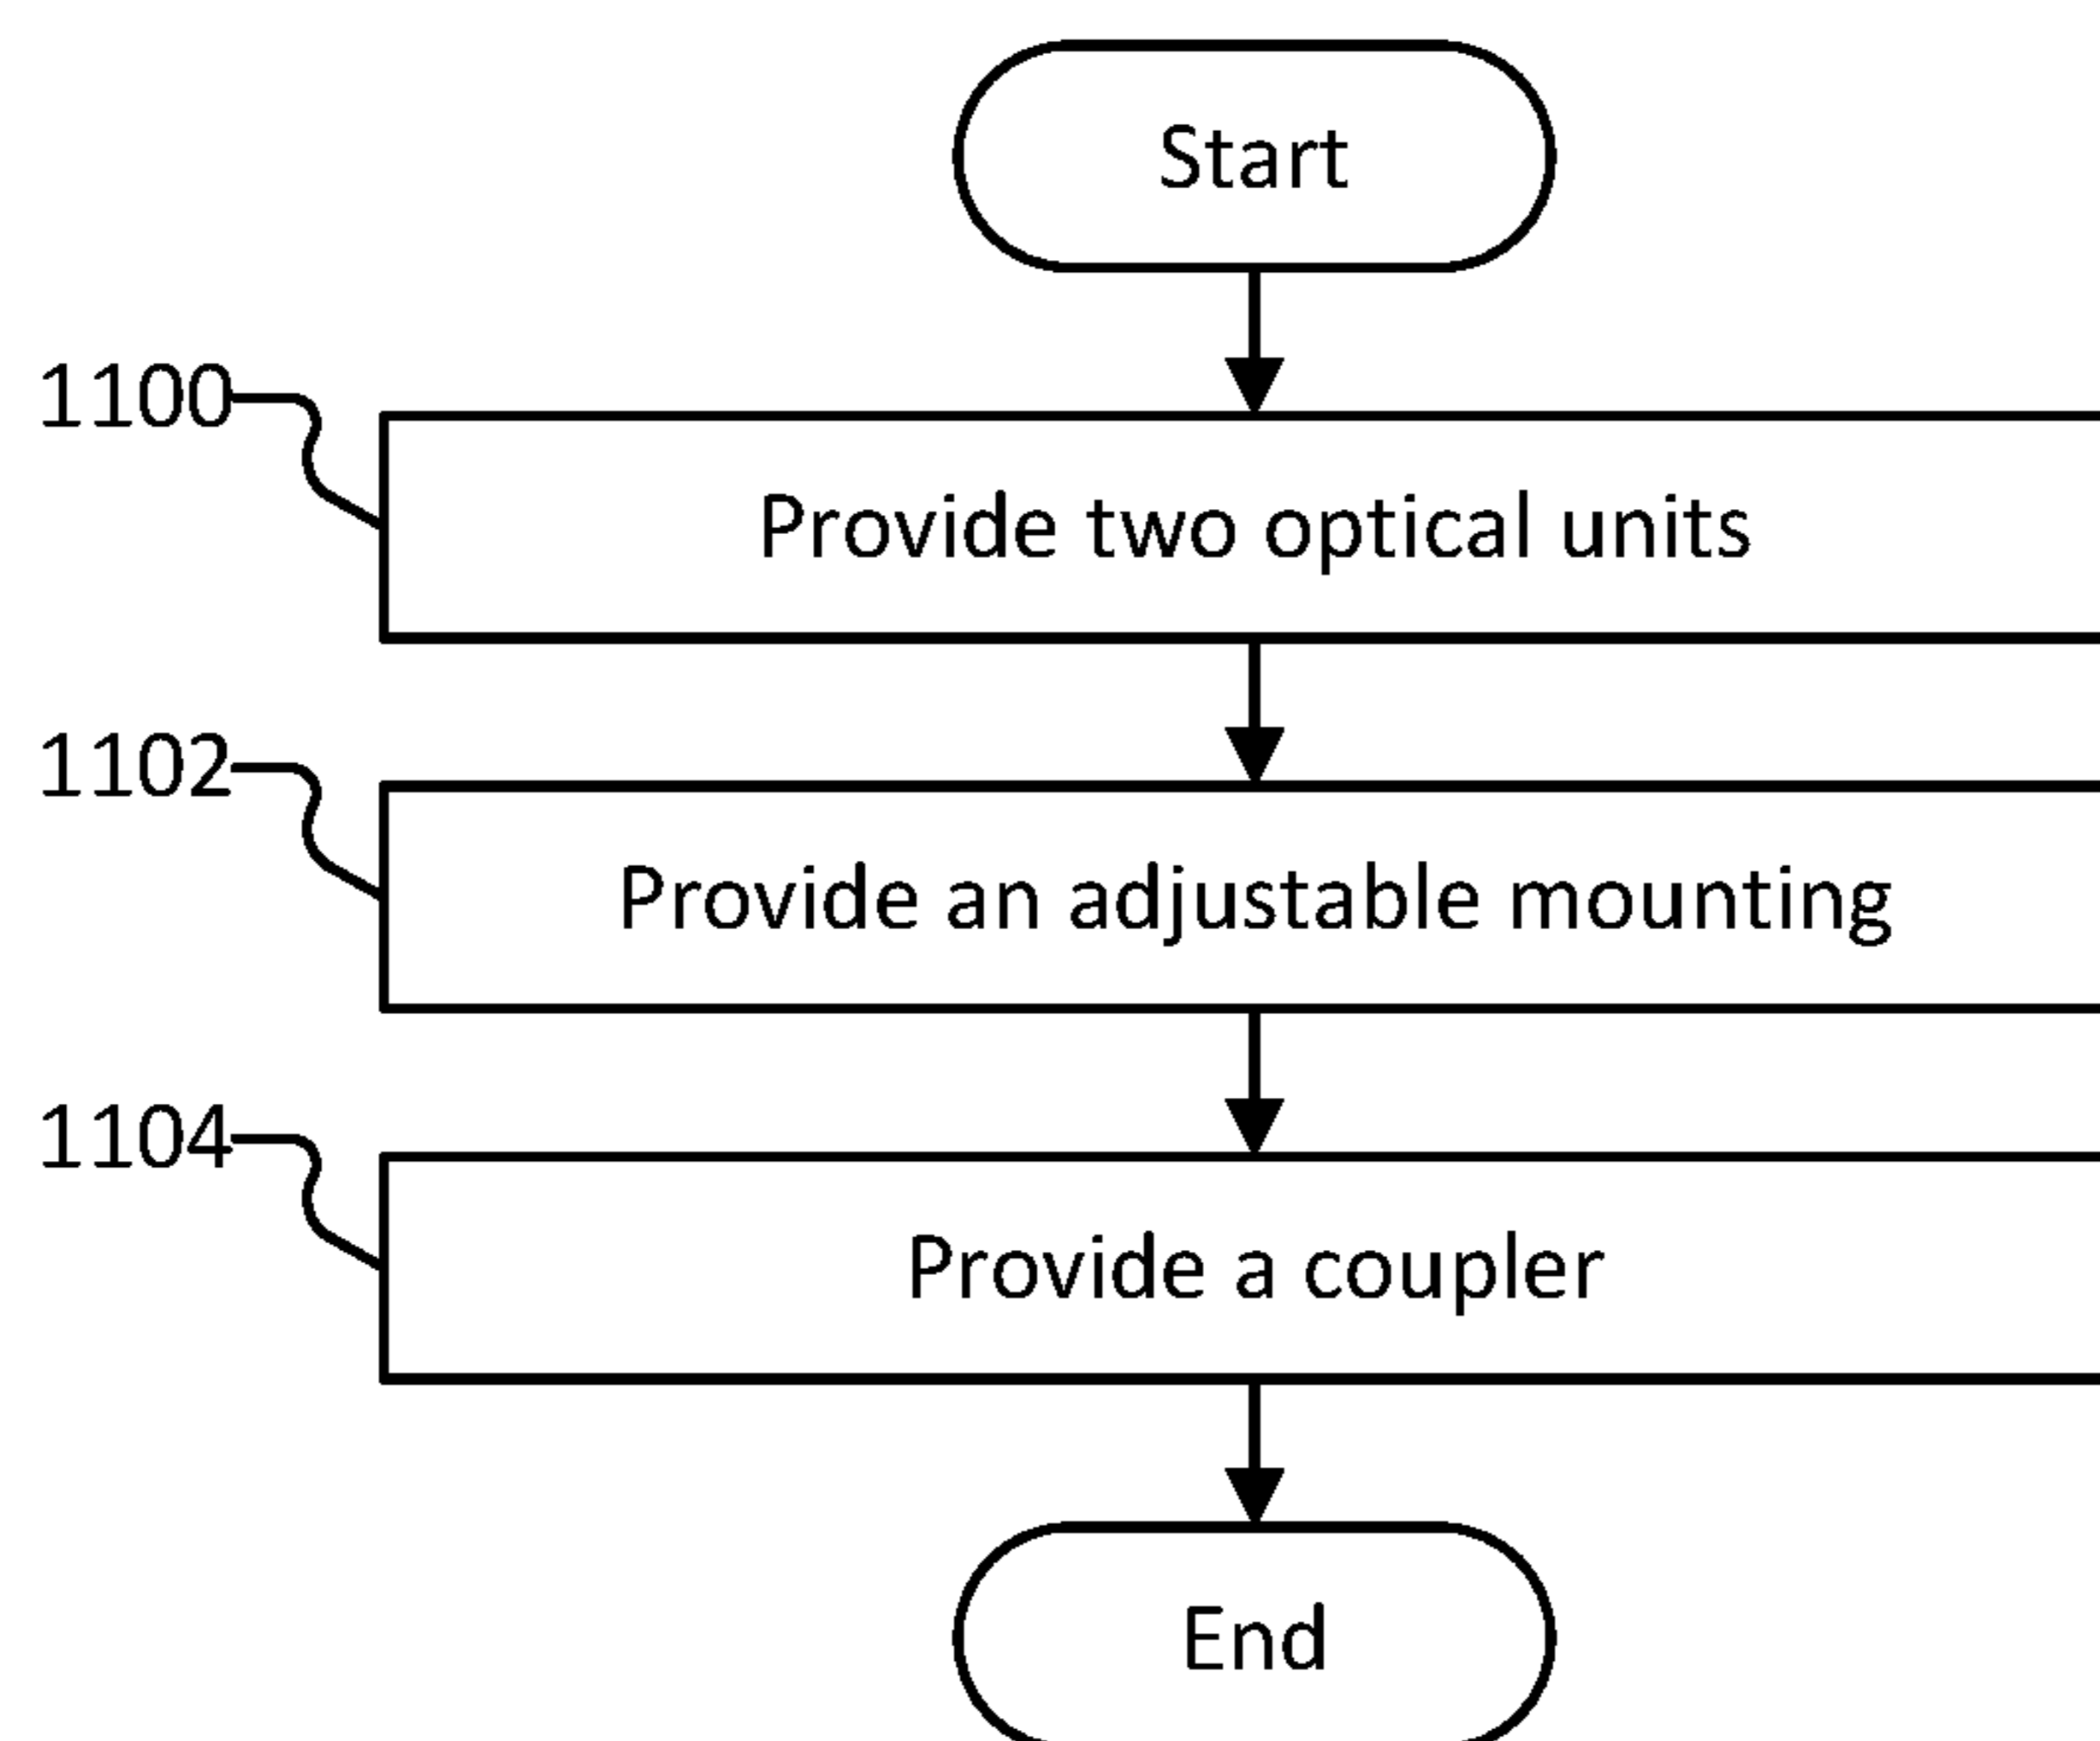 Start
1100
Provide two optical units
1102
Provide an adjustable mounting
1104
Provide a coupler
End